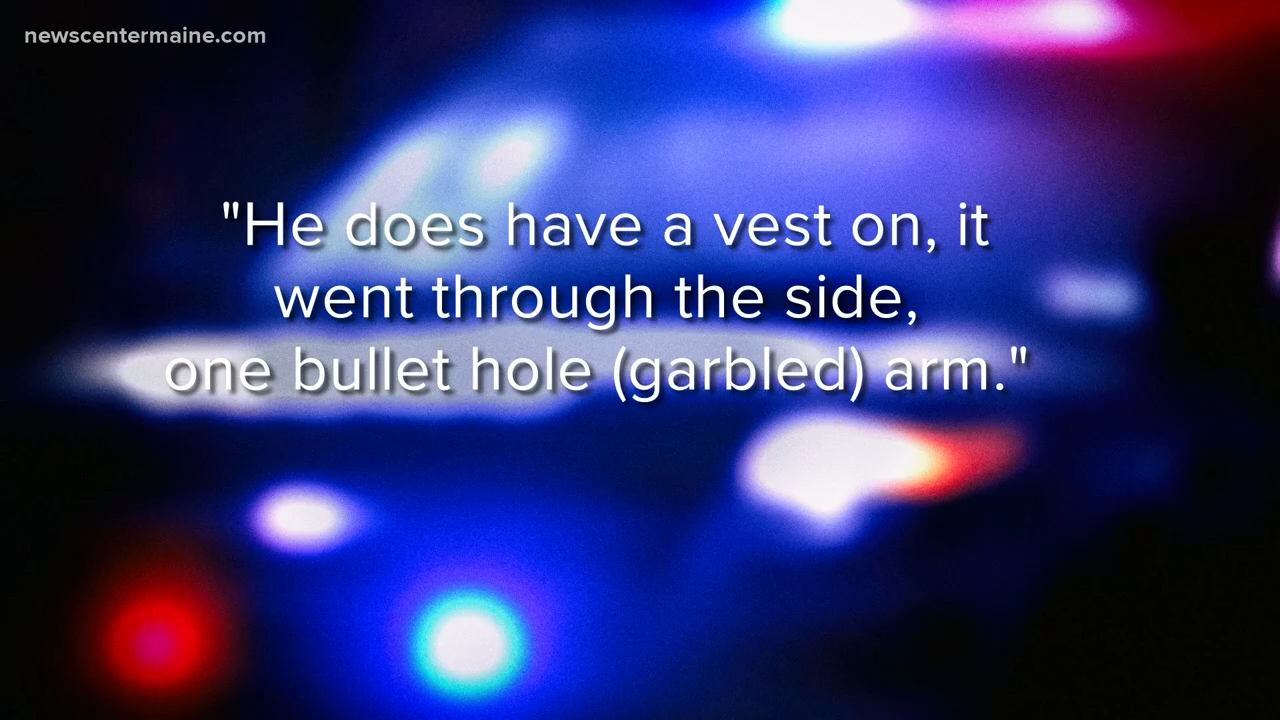 newscentermaine.com
"He does have a vest on, it
went through the side,
one bullet hole (garbled) arm."